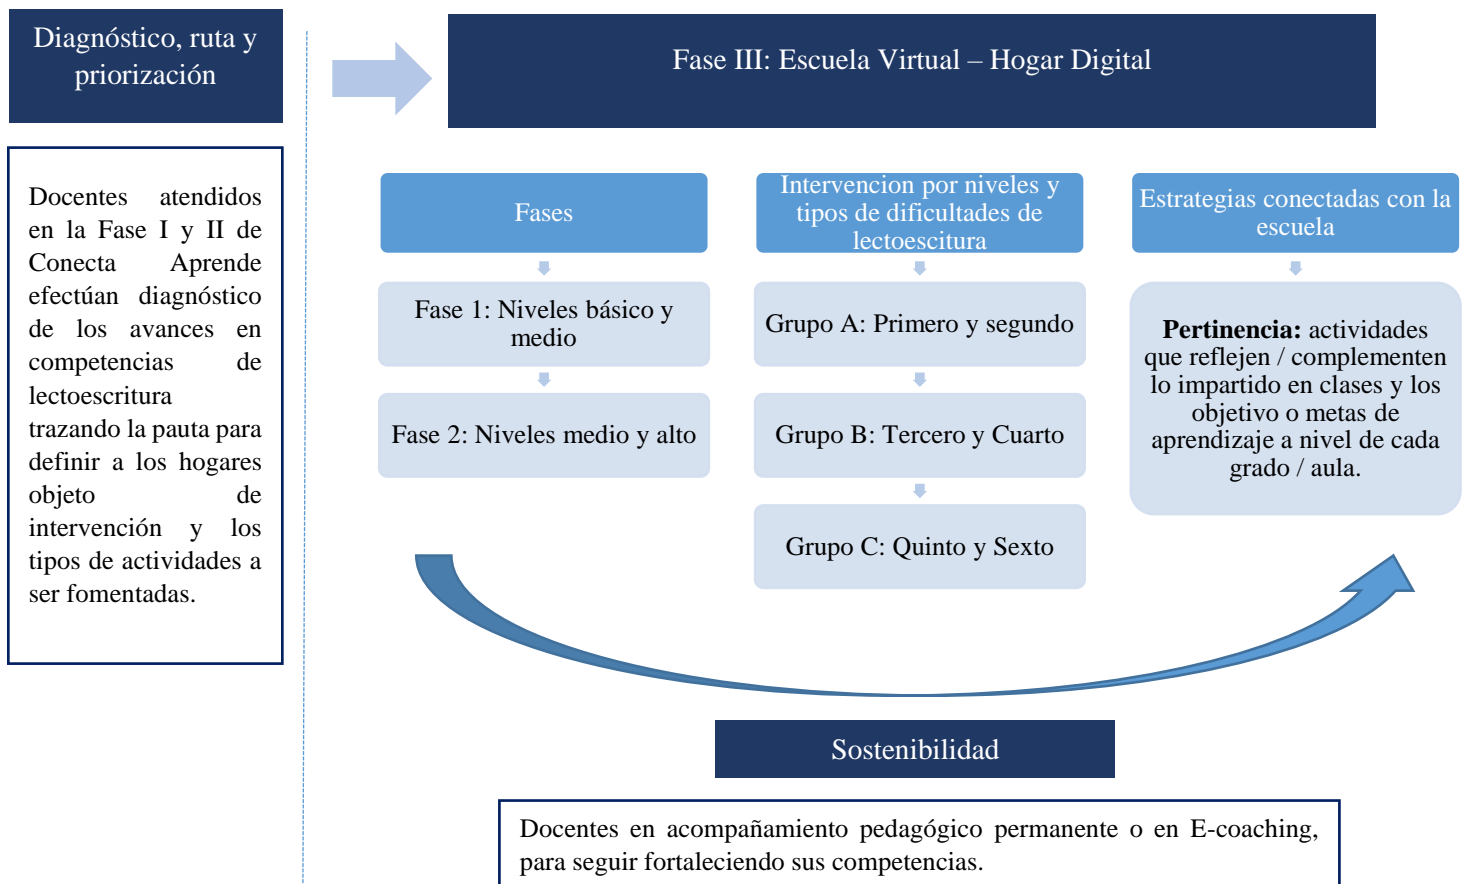 Diagnóstico, ruta y
priorización
Docentes atendidos
en la Fase I y II de
Conecta Aprende
efectúan diagnóstico
de los avances en
competencias de
lectoescritura
trazando la pauta para
definir a los hogares
objeto de
intervención y los
tipos de actividades a
ser fomentadas.
Fase III: Escuela Virtual – Hogar Digital
Fases
Fase 1: Niveles básico y
medio
Fase 2: Niveles medio y alto
Intervencion por niveles y
tipos de dificultades de
lectoescitura
Grupo A: Primero y segundo
Grupo B: Tercero y Cuarto
Grupo C: Quinto y Sexto
Estrategias conectadas con la
escuela
Pertinencia: actividades
que reflejen / complementen
lo impartido en clases y los
objetivo o metas de
aprendizaje a nivel de cada
grado / aula.
Sostenibilidad
Docentes en acompañamiento pedagógico permanente o en E-coaching,
para seguir fortaleciendo sus competencias.